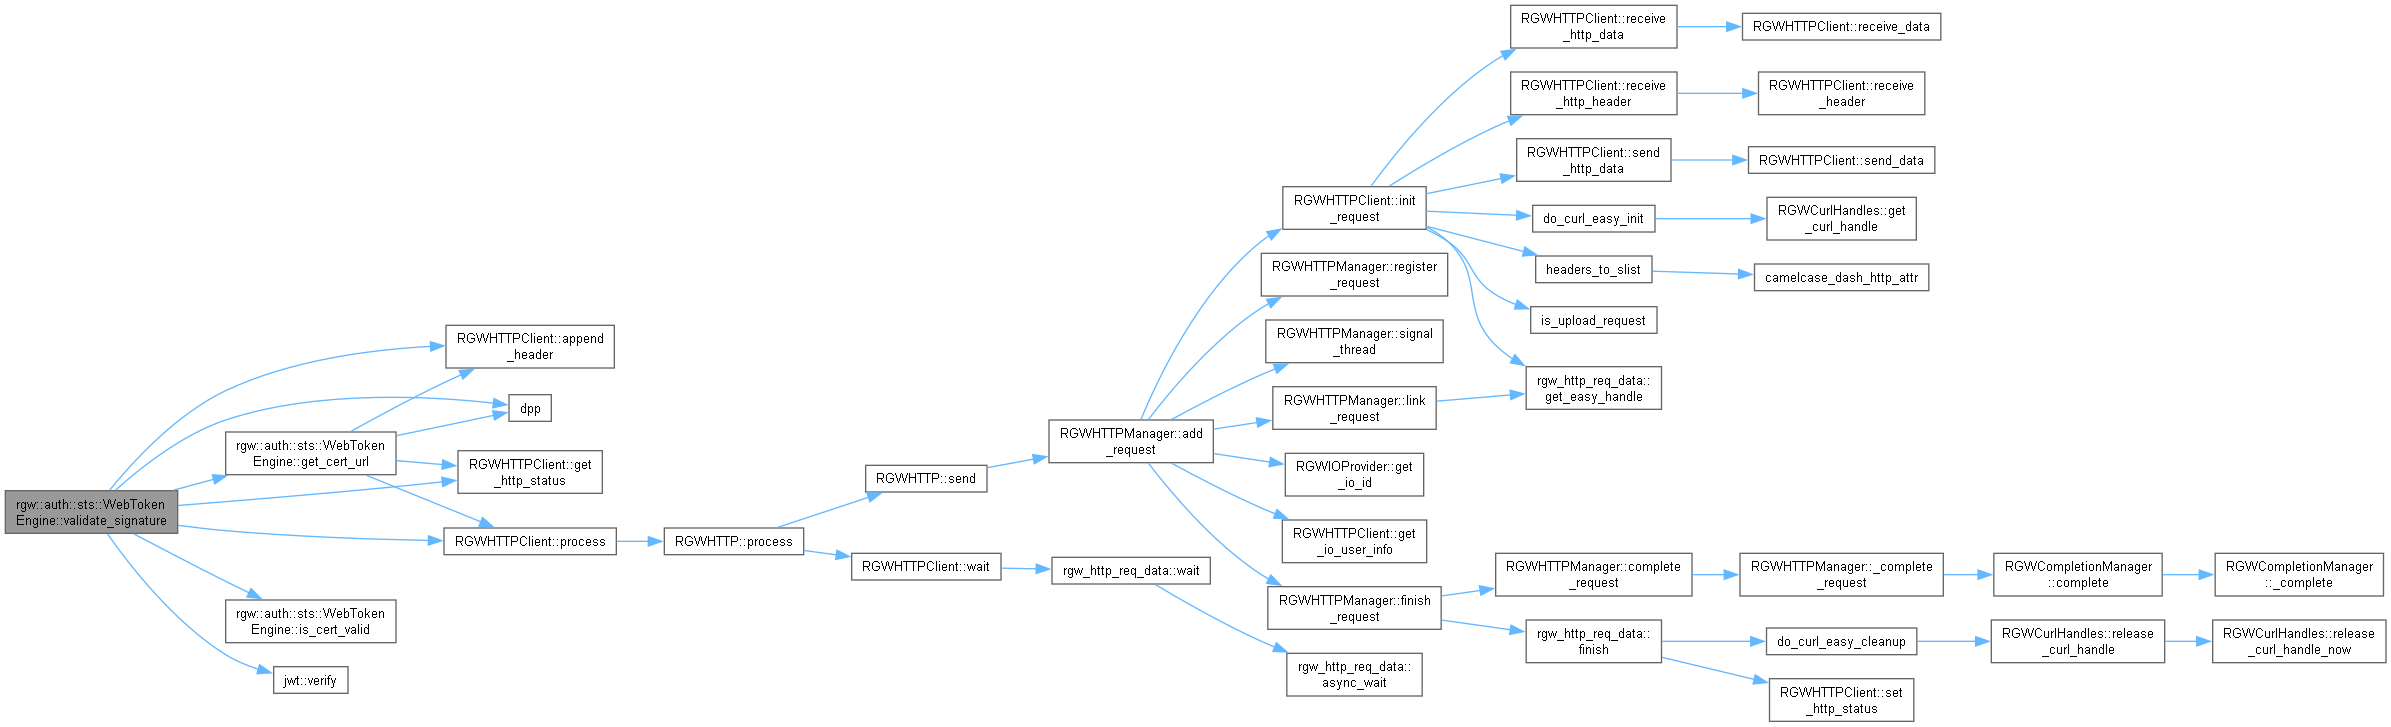 rgw::auth::sts::WebToken
Engine::validate_signature
RGWHTTPClient::append
_header
dpp
rgw::auth::sts::WebToken
Engine::get_cert_url
RGWHTTPClient::get
_http_status
RGWHTTPClient::process
rgw::auth::sts::WebToken
Engine::is_cert_valid
jwt::verify
RGWHTTP::process
RGWHTTP::send
RGWHTTPClient::wait
RGWHTTPManager::add
_request
rgw_http_req_data::wait
RGWHTTPClient::init
_request
RGWHTTPManager::register
_request
RGWHTTPManager::signal
_thread
RGWHTTPManager::link
_request
RGWIOProvider::get
_io_id
RGWHTTPClient::get
_io_user_info
RGWHTTPManager::finish
_request
rgw_http_req_data::
async_wait
RGWHTTPClient::receive
_http_data
RGWHTTPClient::receive
_http_header
RGWHTTPClient::send
_http_data
do_curl_easy_init
headers_to_slist
is_upload_request
rgw_http_req_data::
get_easy_handle
RGWHTTPManager::complete
_request
rgw_http_req_data::
finish
RGWHTTPClient::receive_data
RGWHTTPClient::receive
_header
RGWHTTPClient::send_data
RGWCurlHandles::get
_curl_handle
camelcase_dash_http_attr
RGWHTTPManager::_complete
_request
do_curl_easy_cleanup
RGWHTTPClient::set
_http_status
RGWCompletionManager
::complete
RGWCurlHandles::release
_curl_handle
RGWCompletionManager
::_complete
RGWCurlHandles::release
_curl_handle_now